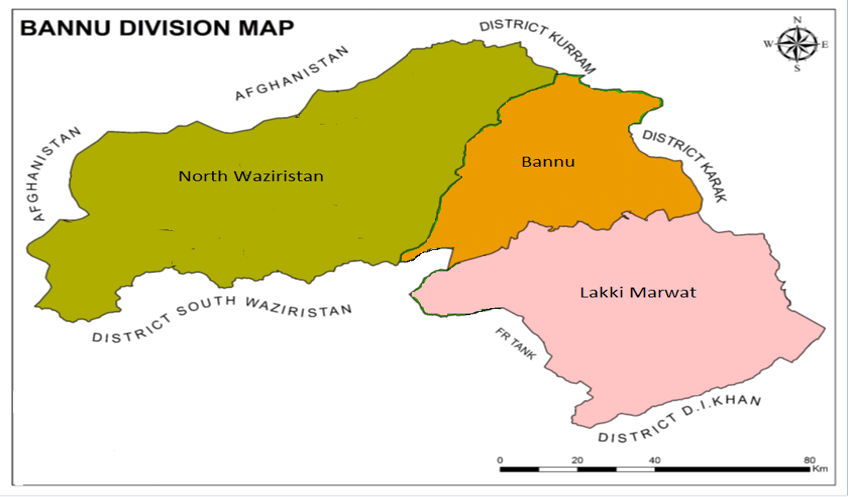 BANNU DIVISION MAP
DISTRICT KURRAM
N
W E
S
AFGHANISTAN
AFGHANISTAN
DISTRICT KARAK
Bannu
North Waziristan
Lakki Marwat
DISTRICT SOUTH WAZIRISTAN
FR TANK
DISTRICT D.I.KHAN
0 20 40 80
Km